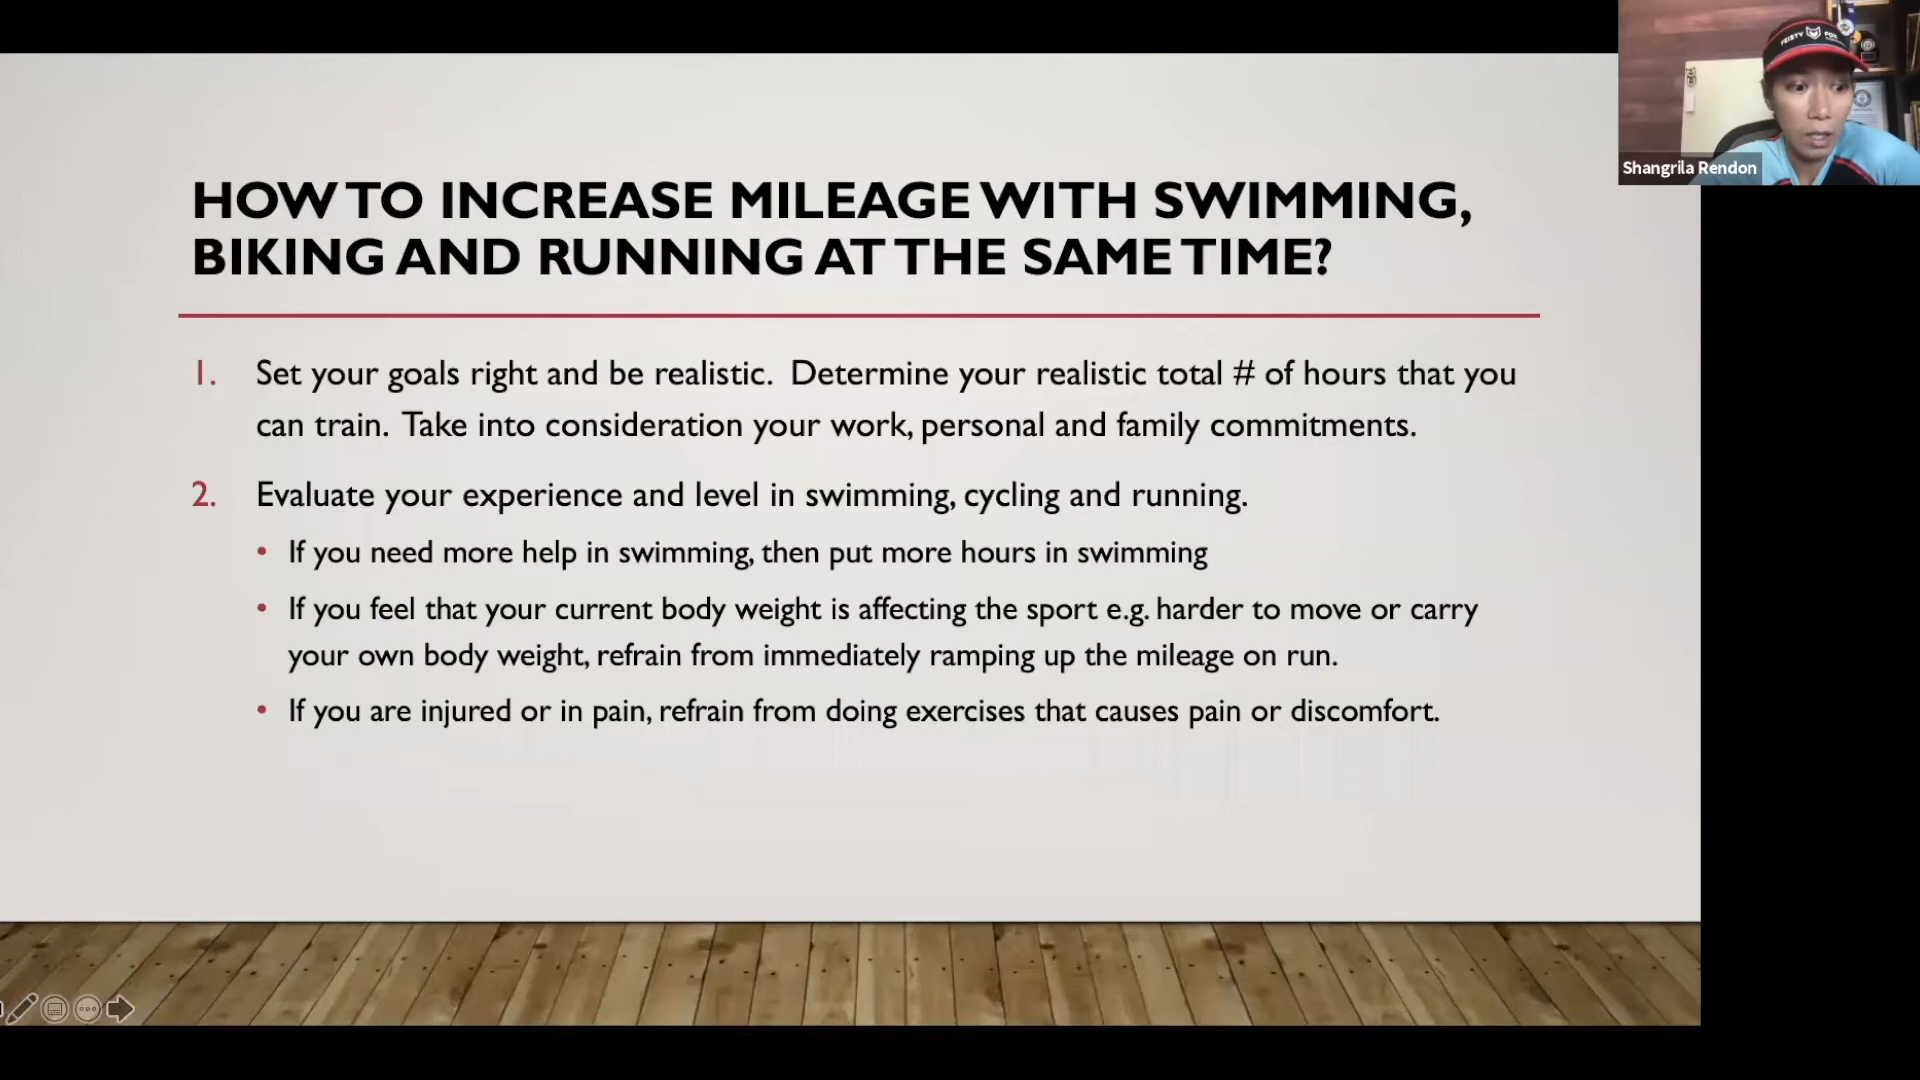 FEISTY FOX
Shangrila Rendon
HOW TO INCREASE MILEAGE WITH SWIMMING,
BIKING AND RUNNING AT THE SAME TIME?
1. Set your goals right and be realistic. Determine your realistic total # of hours that you
can train. Take into consideration your work, personal and family commitments.
2. Evaluate your experience and level in swimming, cycling and running.
• If you need more help in swimming, then put more hours in swimming
• If you feel that your current body weight is affecting the sport e.g. harder to move or carry
your own body weight, refrain from immediately ramping up the mileage on run.
• If you are injured or in pain, refrain from doing exercises that causes pain or discomfort.